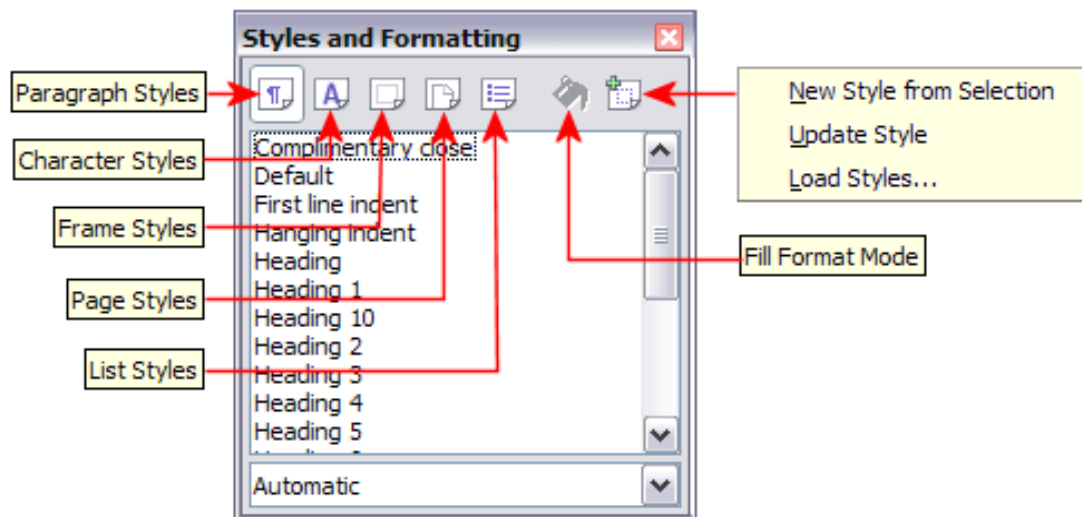 Styles and Formatting
Paragraph Styles
Character Styles
Frame Styles
Page Styles
List Styles
New Style from Selection
Update Style
Load Styles...
Fill Format Mode
Complimentary close
Default
First line indent
Hanging indent
Heading
Heading 1
Heading 10
Heading 2
Heading 3
Heading 4
Heading 5
Automatic